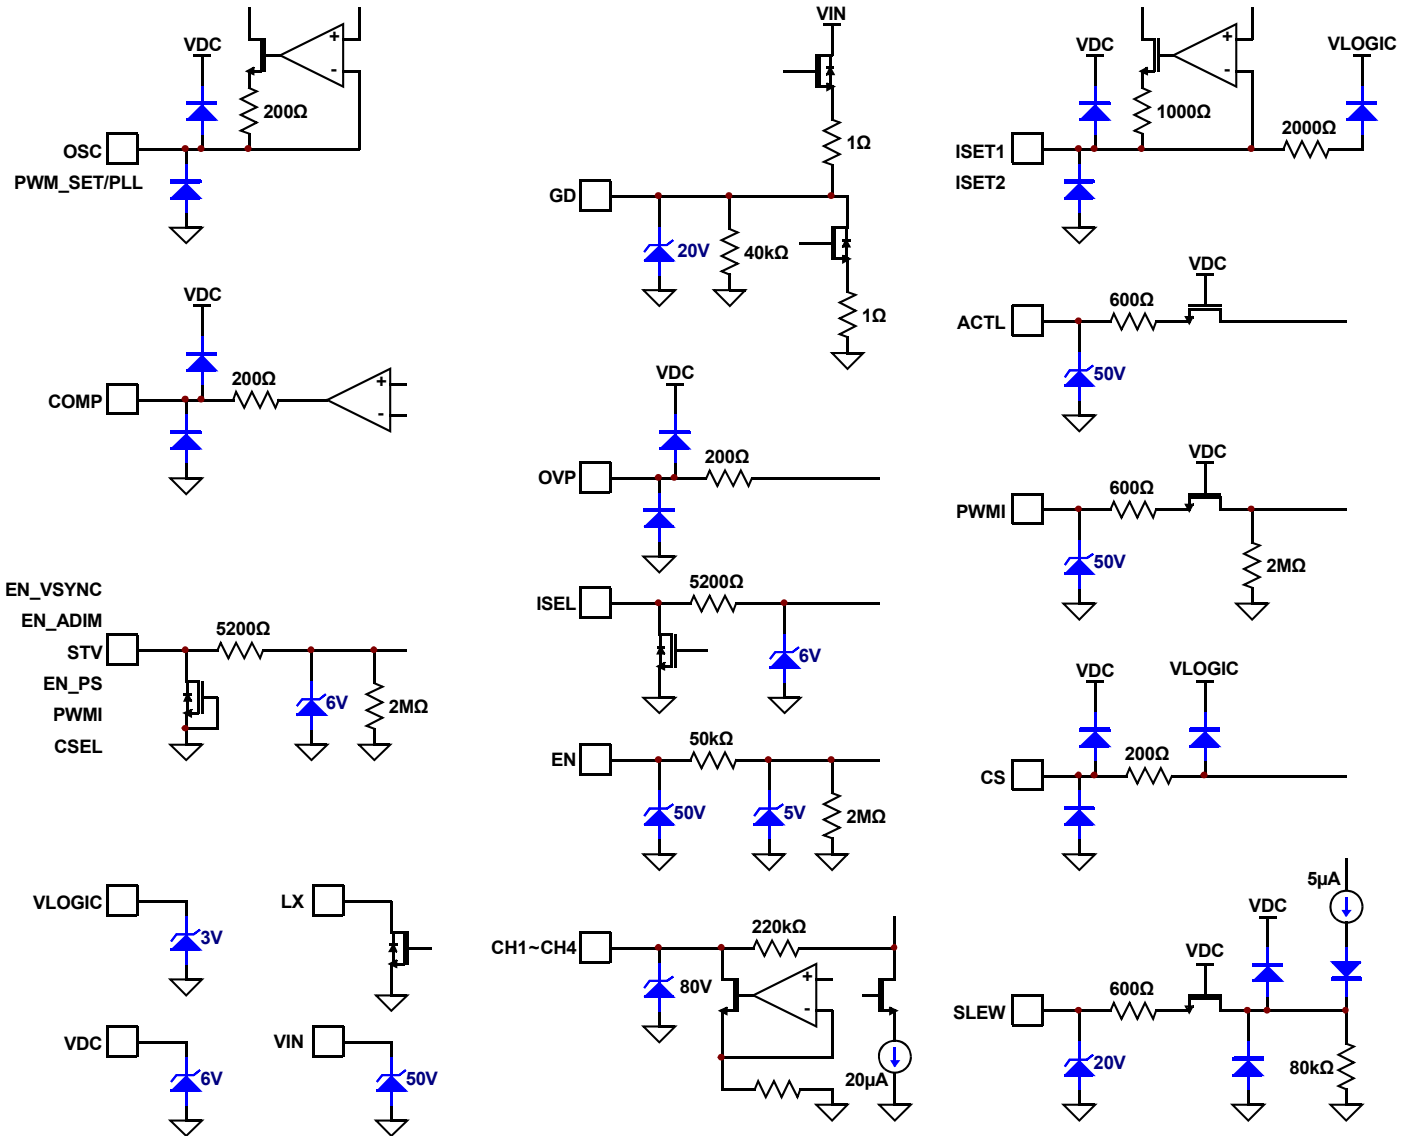 VDC
+
-
200Ω
OSC
PWM_SET/PLL
VDC
200Ω
+
-
COMP
EN_VSYNC
EN_ADIM
STV
EN_PS
PWMI
CSEL
5200Ω
6V
2MΩ
VLOGIC
3V
LX
VDC
6V
VIN
50V
VIN
1Ω
GD
20V
40kΩ
1Ω
VDC
OVP
200Ω
ISEL
5200Ω
6V
EN
50kΩ
50V
5V
2MΩ
CH1~CH4
220kΩ
80V
+
-
20µA
VDC
+
-
1000Ω
VLOGIC
2000Ω
ISET1
ISET2
VDC
600Ω
ACTL
50V
VDC
600Ω
PWMI
50V
2MΩ
VDC
VLOGIC
200Ω
CS
5µA
VDC
VDC
600Ω
SLEW
20V
80kΩ